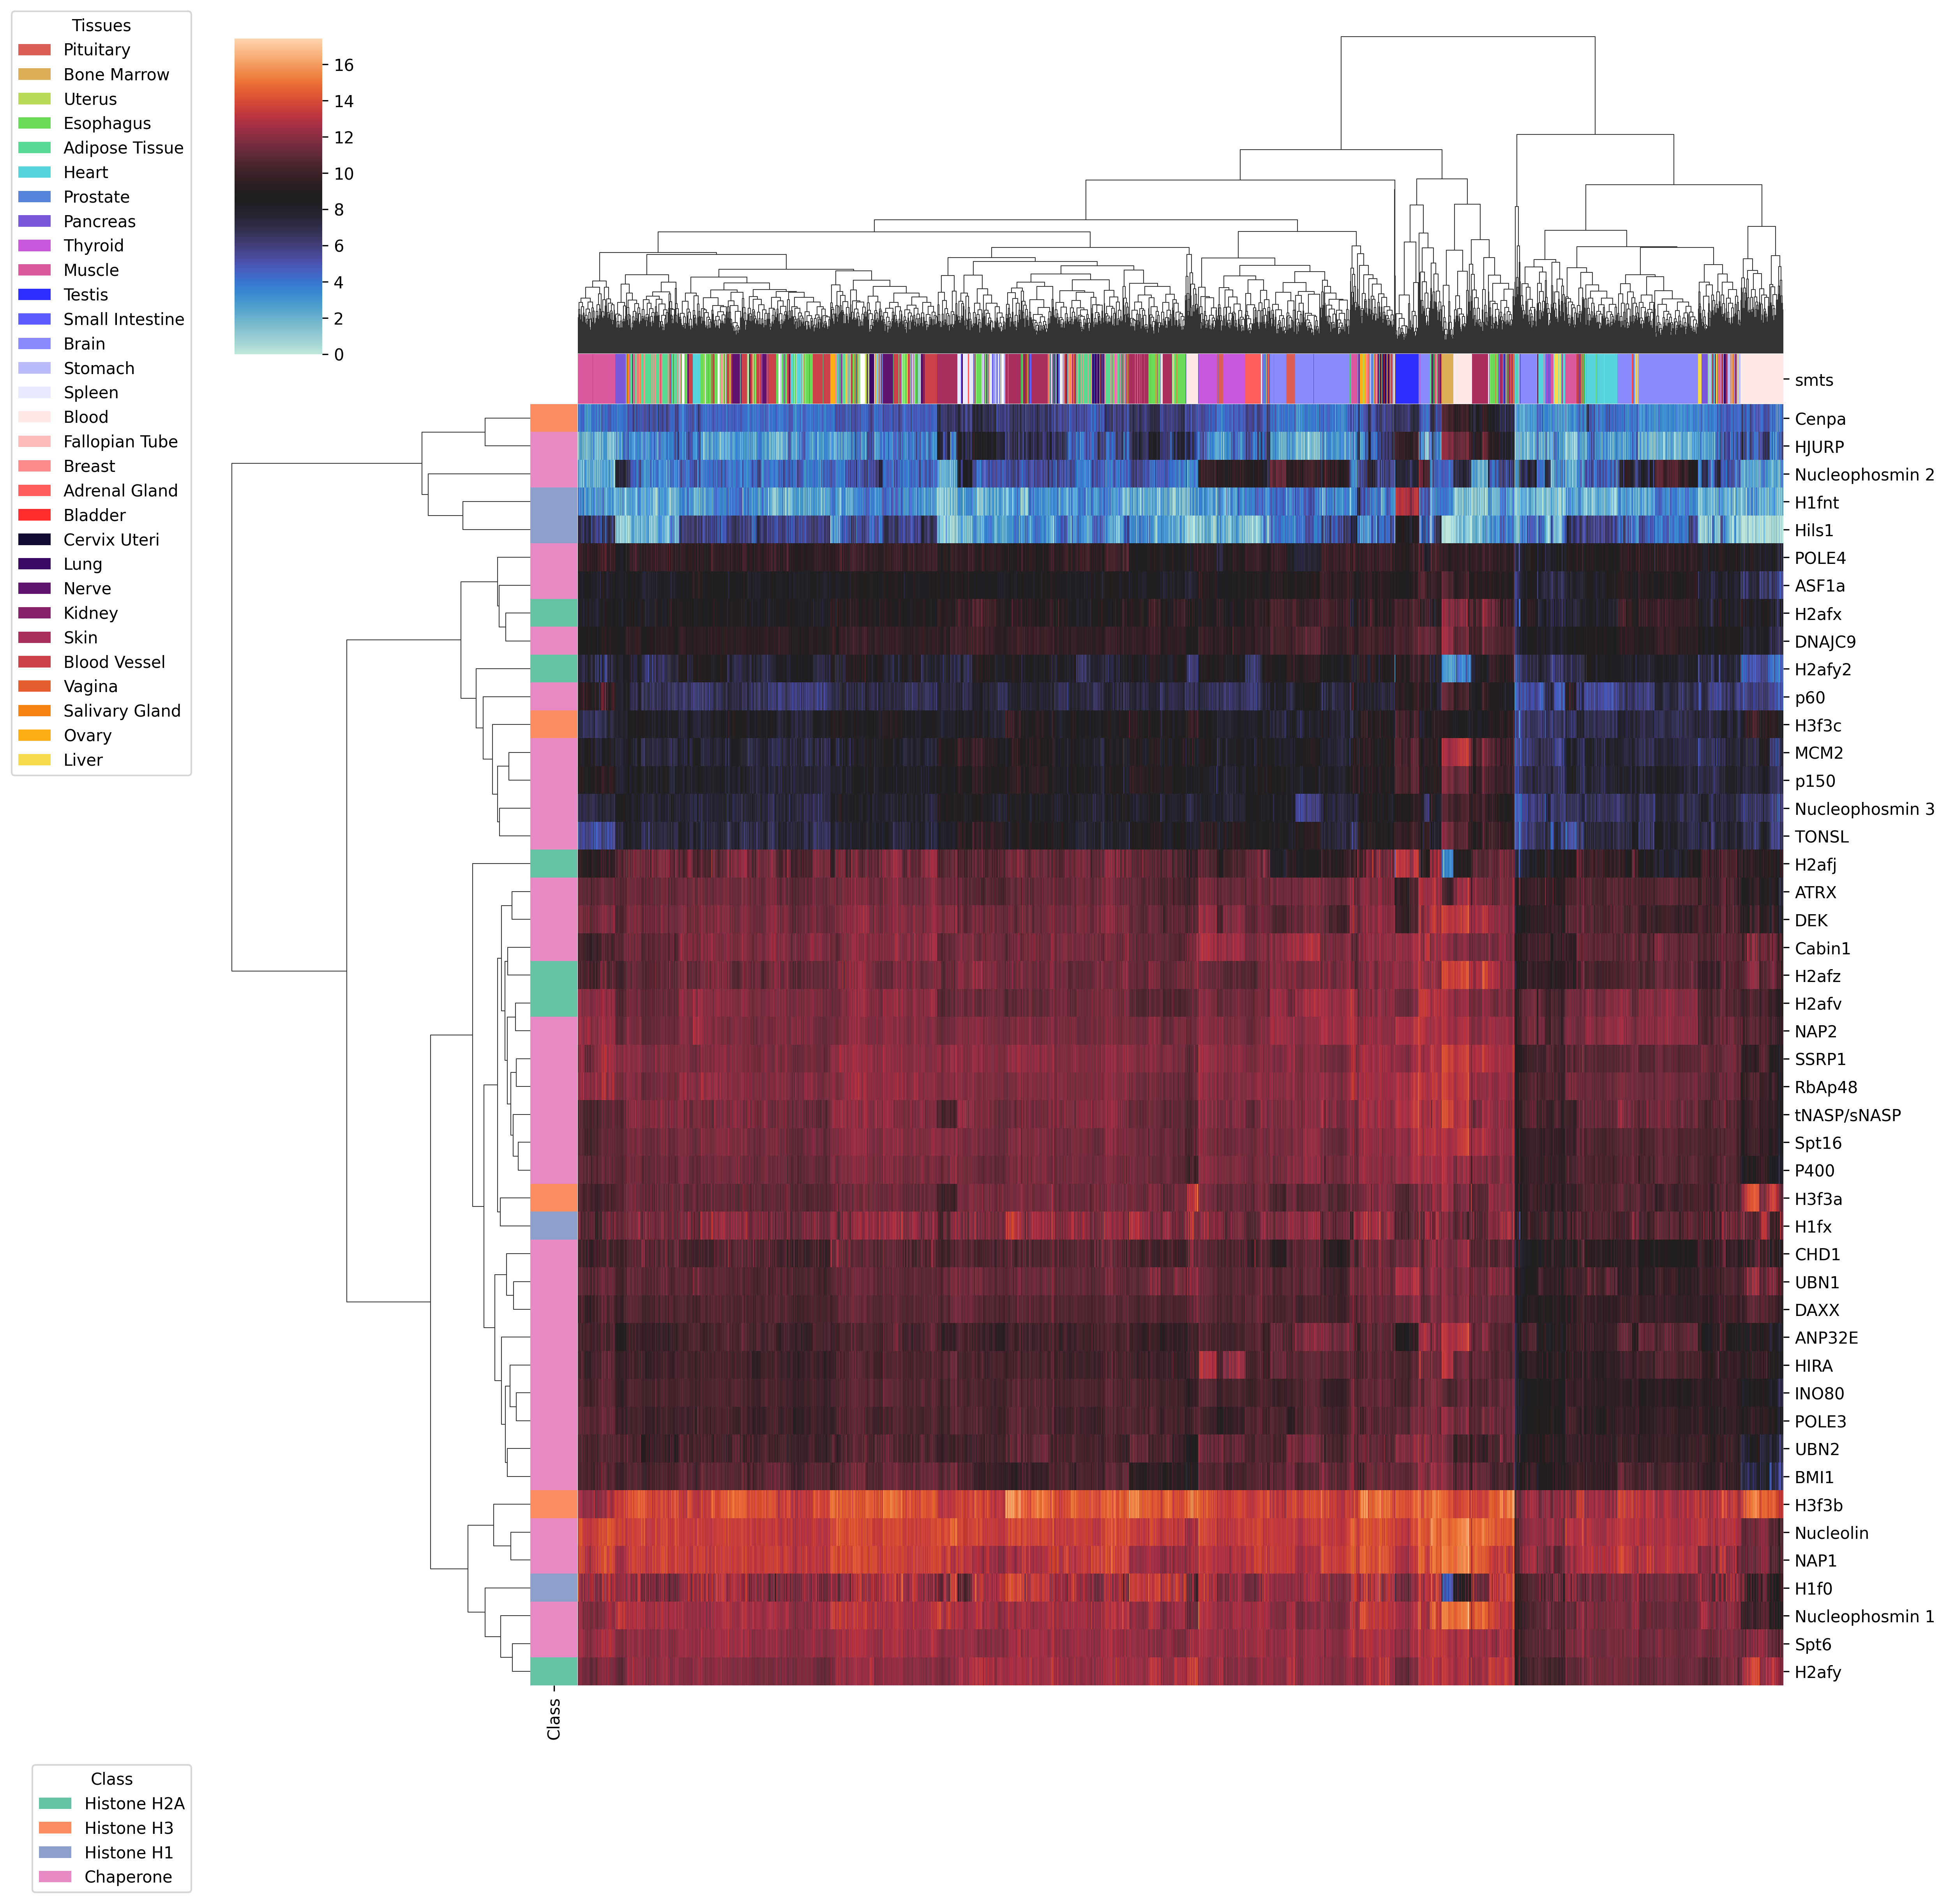 Tissues
Pituitary
Bone Marrow
Uterus
Esophagus
Adipose Tissue
Heart
Prostate
Pancreas
Thyroid
Muscle
Testis
Small Intestine
Brain
Stomach
Spleen
Blood
Fallopian Tube
Breast
Adrenal Gland
Bladder
Cervix Uteri
Lung
Nerve
Kidney
Skin
Blood Vessel
Vagina
Salivary Gland
Ovary
Liver
16
14
12
10
8
6
4
2
0
smts
Cenpa
HJURP
Nucleophosmin 2
H1fnt
Hils1
POLE4
ASF1a
H2afx
DNAJC9
H2afy2
p60
H3f3c
MCM2
p150
Nucleophosmin 3
TONSL
H2afj
ATRX
DEK
Cabin1
H2afz
H2afv
NAP2
SSRP1
RbAp48
tNASP/sNASP
Spt16
P400
H3f3a
H1fx
CHD1
UBN1
DAXX
ANP32E
HIRA
INO80
POLE3
UBN2
BMI1
H3f3b
Nucleolin
NAP1
H1f0
Nucleophosmin 1
Spt6
H2afy
Class
Class
Histone H2A
Histone H3
Histone H1
Chaperone